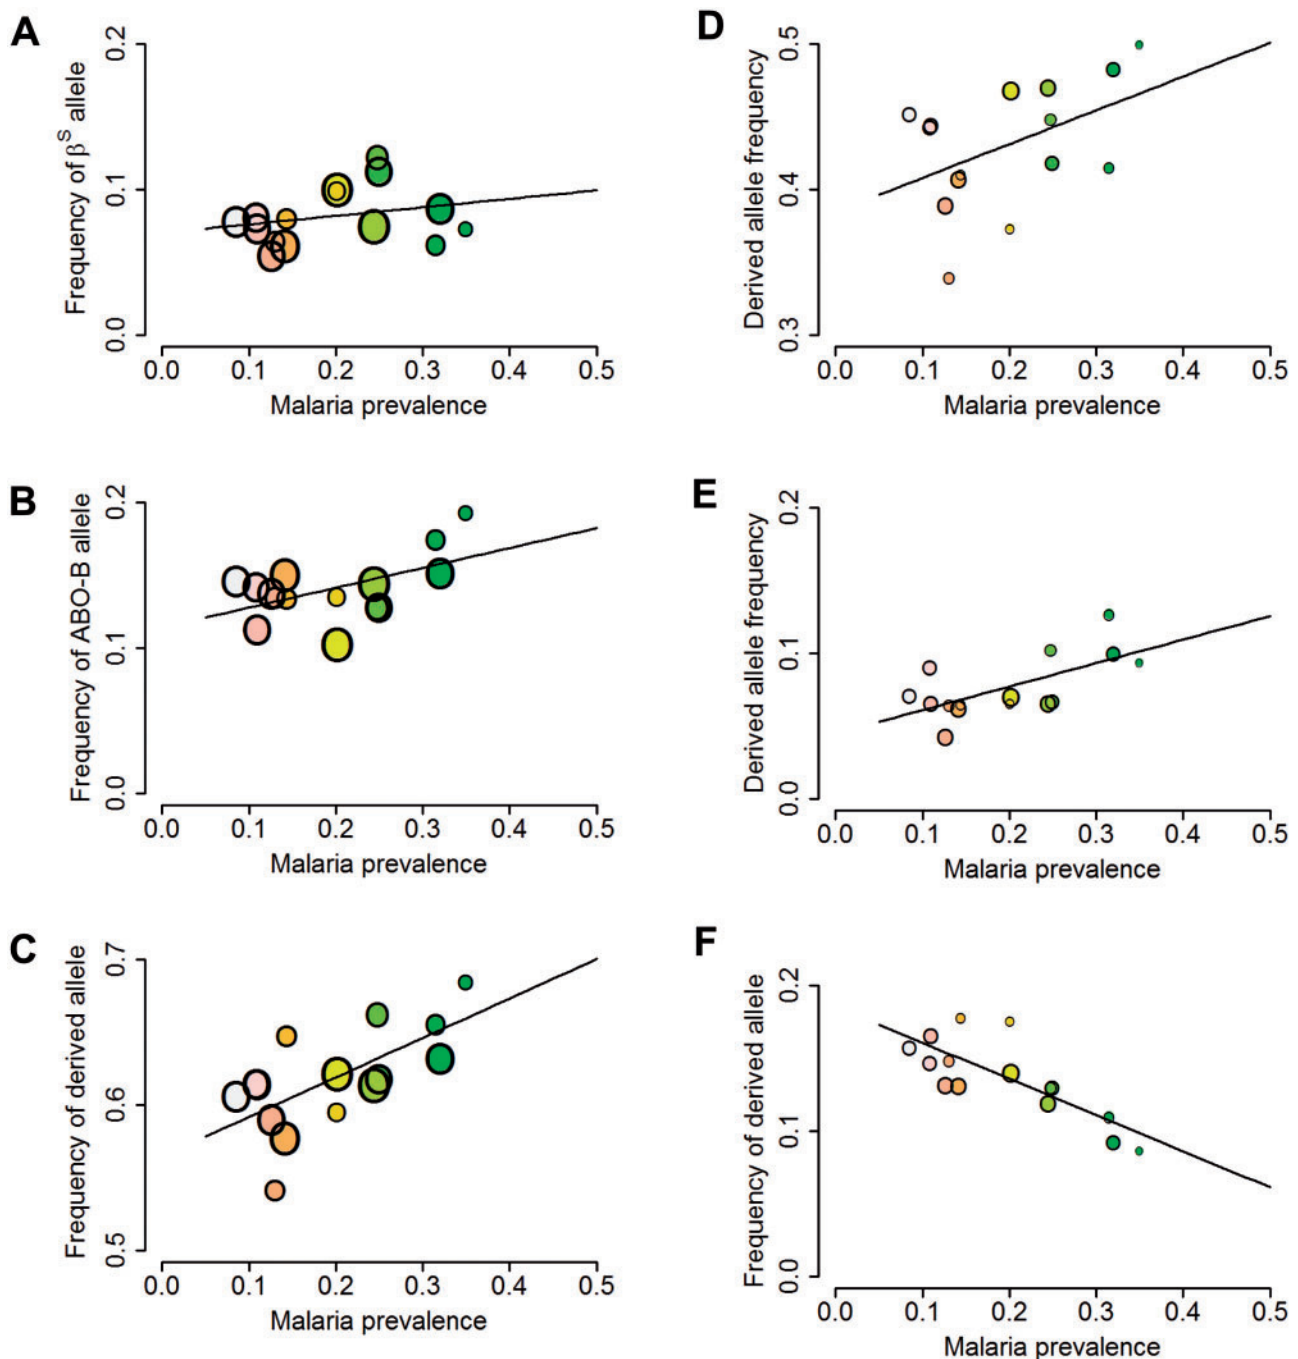 A
Frequency of βS allele
0.0 0.1 0.2
0.0 0.1 0.2 0.3 0.4 0.5
Malaria prevalence
B
Frequency of ABO-B allele
0.0 0.1 0.2
0.0 0.1 0.2 0.3 0.4 0.5
Malaria prevalence
C
Frequency of derived allele
0.5 0.6 0.7
0.0 0.1 0.2 0.3 0.4 0.5
Malaria prevalence
D
Derived allele frequency
0.3 0.4 0.5
0.0 0.1 0.2 0.3 0.4 0.5
Malaria prevalence
E
Derived allele frequency
0.0 0.1 0.2
0.0 0.1 0.2 0.3 0.4 0.5
Malaria prevalence
F
Frequency of derived allele
0.0 0.1 0.2
0.0 0.1 0.2 0.3 0.4 0.5
Malaria prevalence